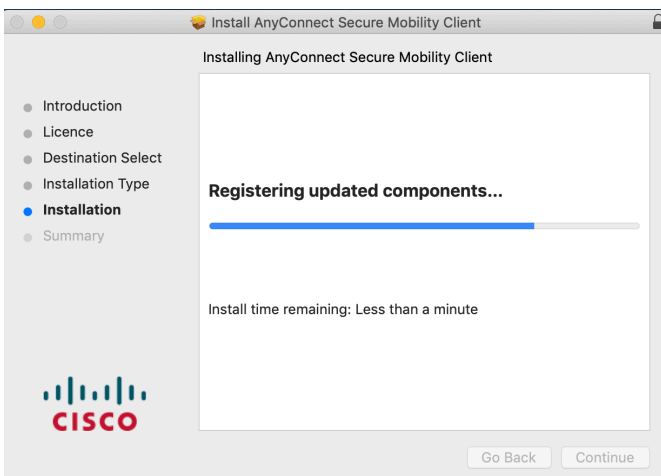 Install AnyConnect Secure Mobility Client
Installing AnyConnect Secure Mobility Client
Introduction
Licence
Destination Select
Installation Type
Installation
Summary
Registering updated components...
Install time remaining: Less than a minute
CISCO
Go Back
Continue